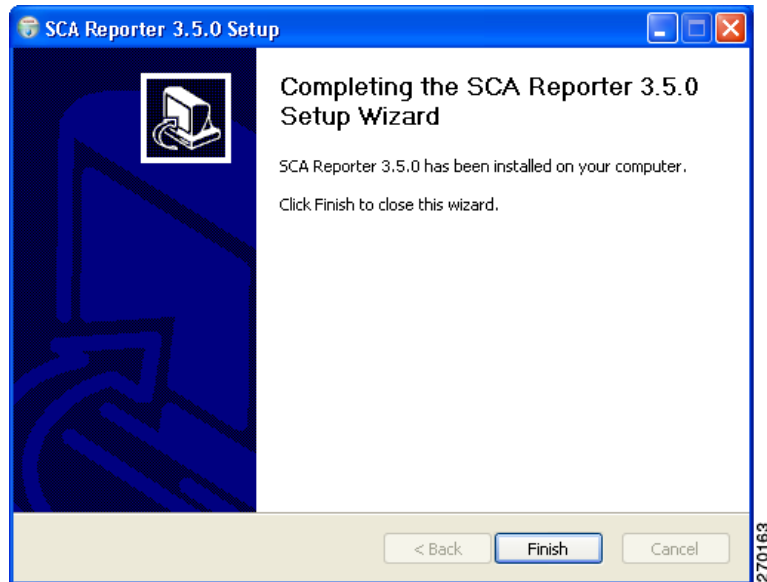 SCA Reporter 3.5.0 Setup
Completing the SCA Reporter 3.5.0
Setup Wizard
SCA Reporter 3.5.0 has been installed on your computer.
Click Finish to close this wizard.
< Back
Finish
Cancel
270163